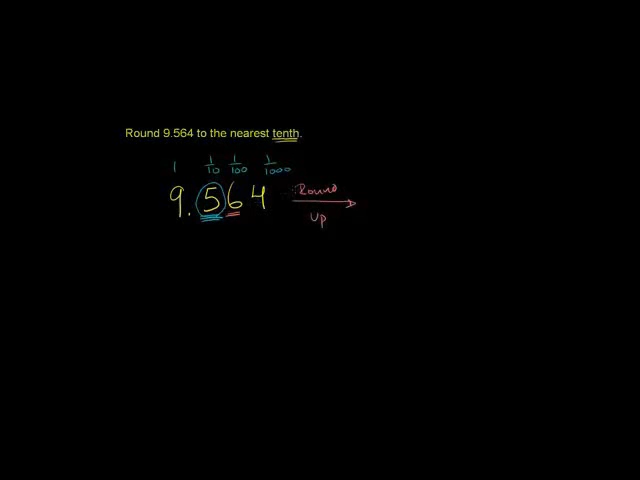 Round 9.564 to the nearest tenth.
1 1/10 1/100 1/1000
9.564 Round
up